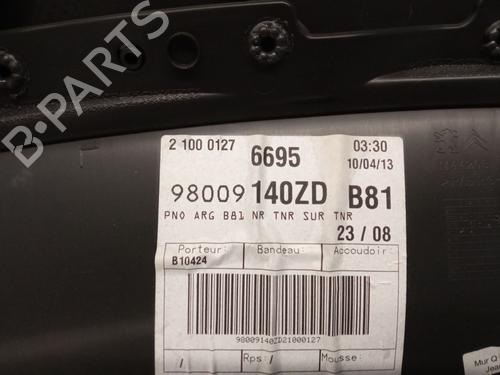 2 100 0127
6695
03:30
10/04/13
98009 140ZD B81
PNO ARG B81 NR TNR SUR TNR
23 / 08
Porteur: Bandeau: Accoudoir:
B10424
98009140ZD21000127
/ Rps: / Mousse:
/
Mur Q
B-PARTS